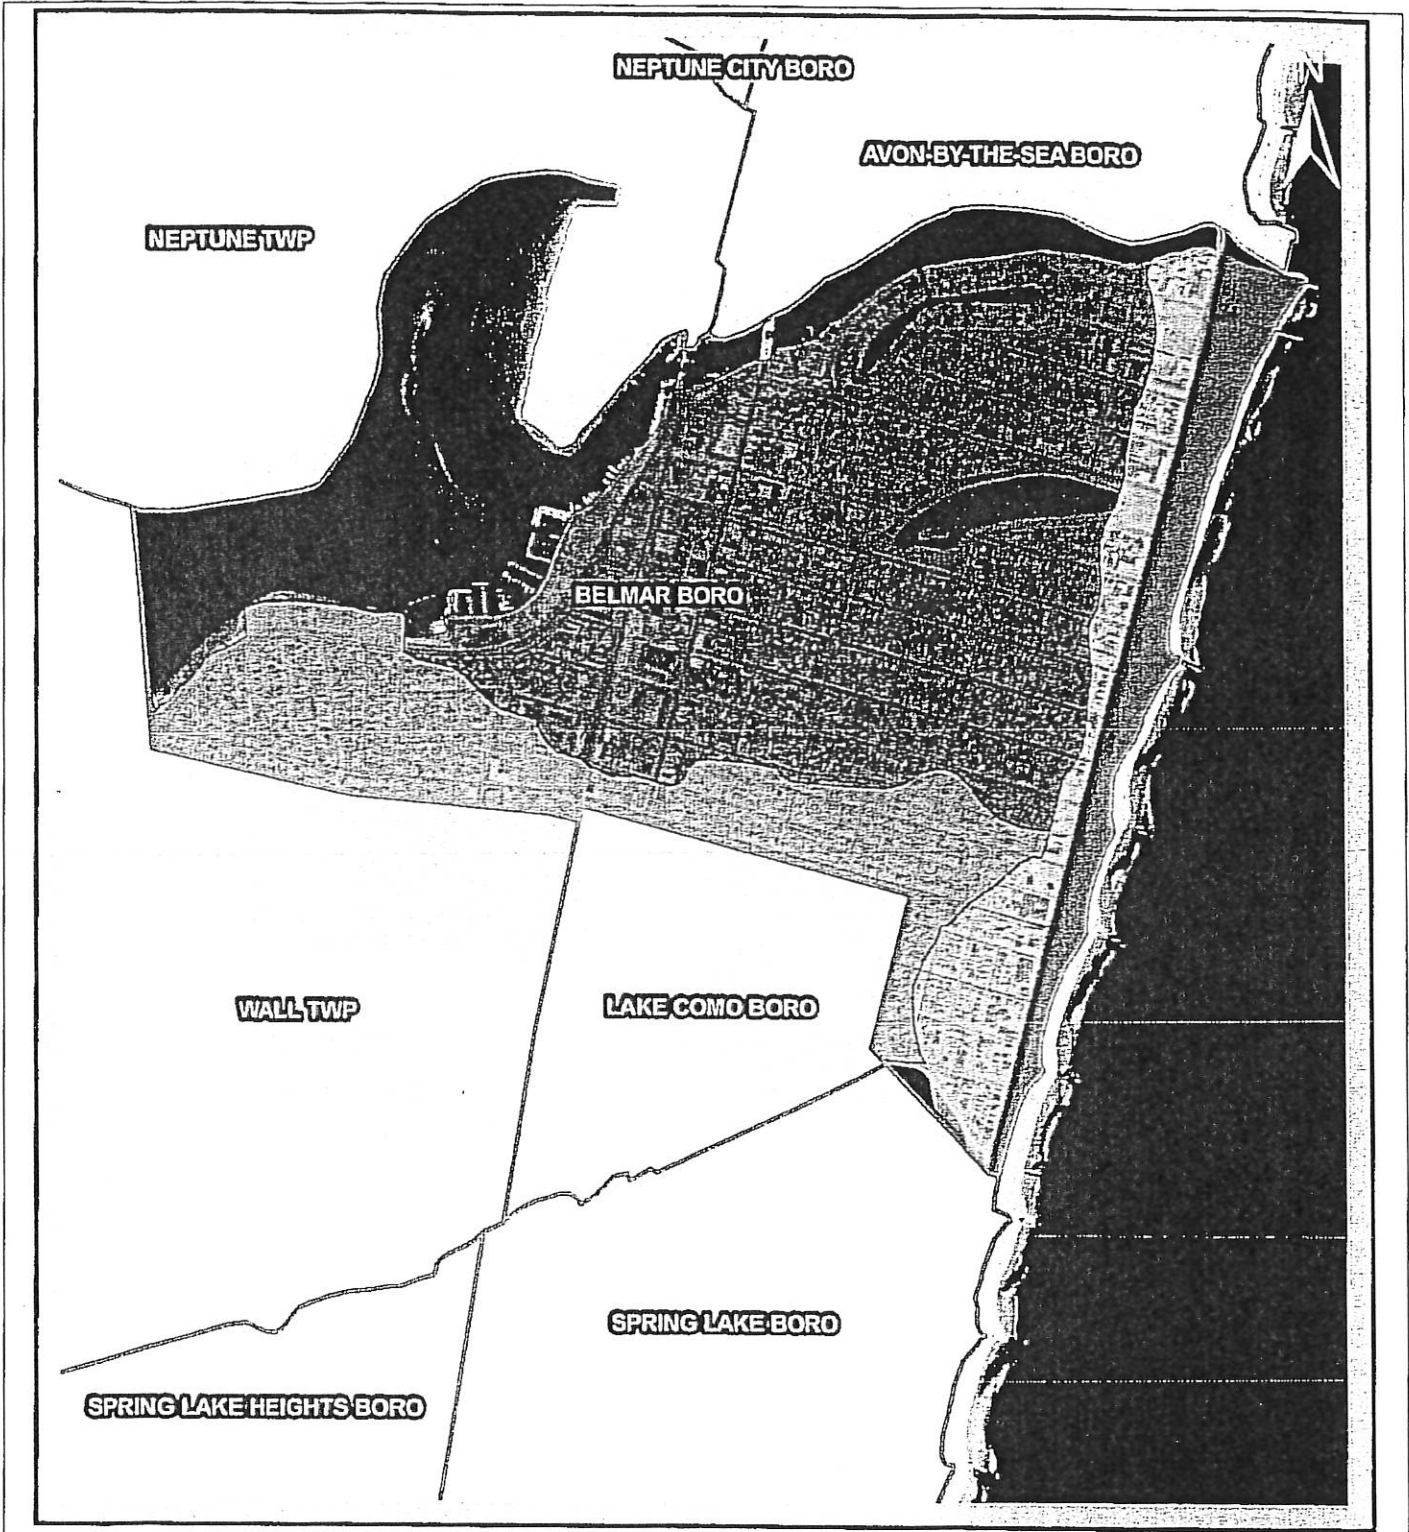 NEPTUNE CITY BORO
N
AVON-BY-THE-SEA BORO
NEPTUNE TWP
BELMAR BORO
WALL TWP
LAKE COMO BORO
SPRING LAKE BORO
SPRING LAKE HEIGHTS BORO